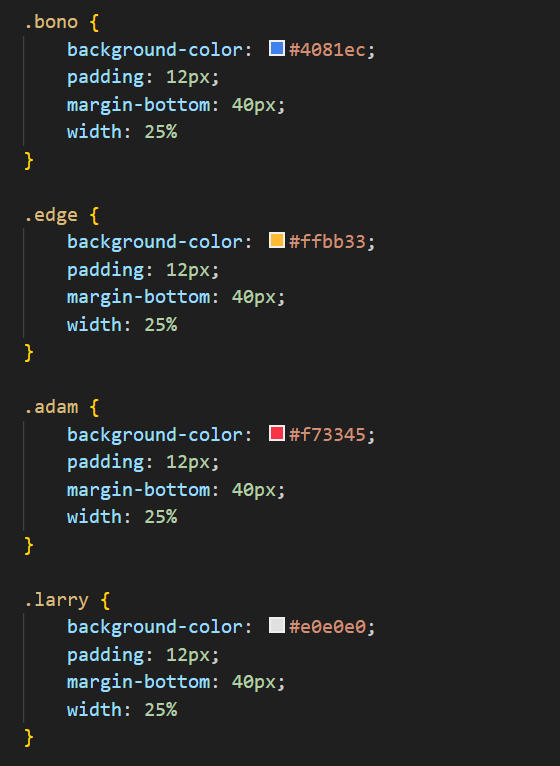 .bono {
background-color: #4081ec;
padding: 12px;
margin-bottom: 40px;
width: 25%
}
.edge {
background-color: #ffbb33;
padding: 12px;
margin-bottom: 40px;
width: 25%
}
.adam {
background-color: #f73345;
padding: 12px;
margin-bottom: 40px;
width: 25%
}
.larry {
background-color: #e0e0e0;
padding: 12px;
margin-bottom: 40px;
width: 25%
}